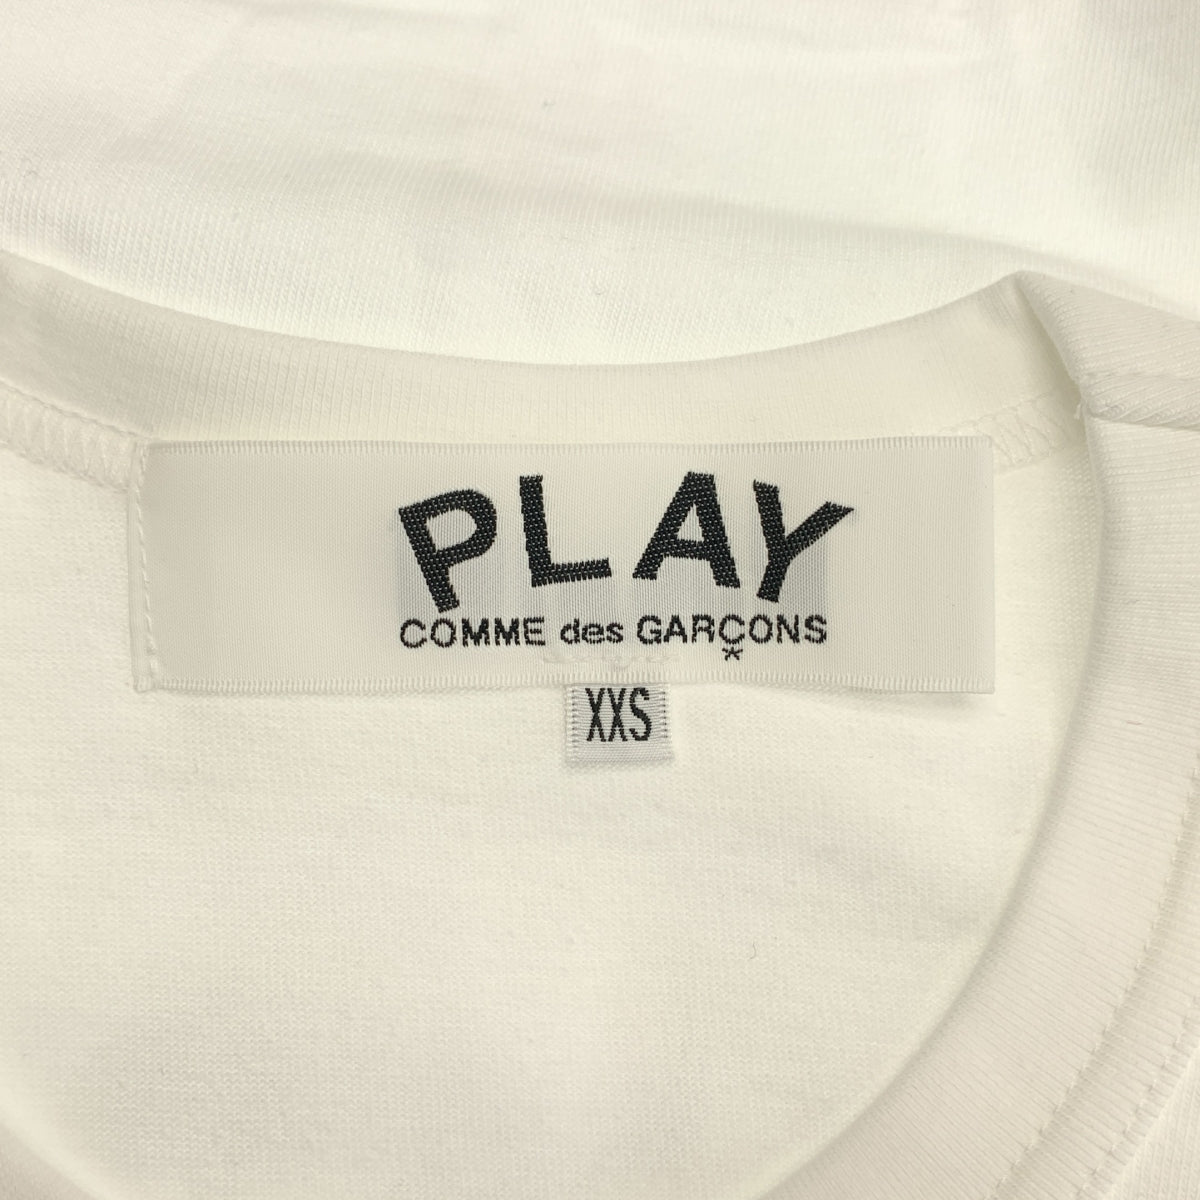 PLAY
COMME des GARÇONS
*
XXS